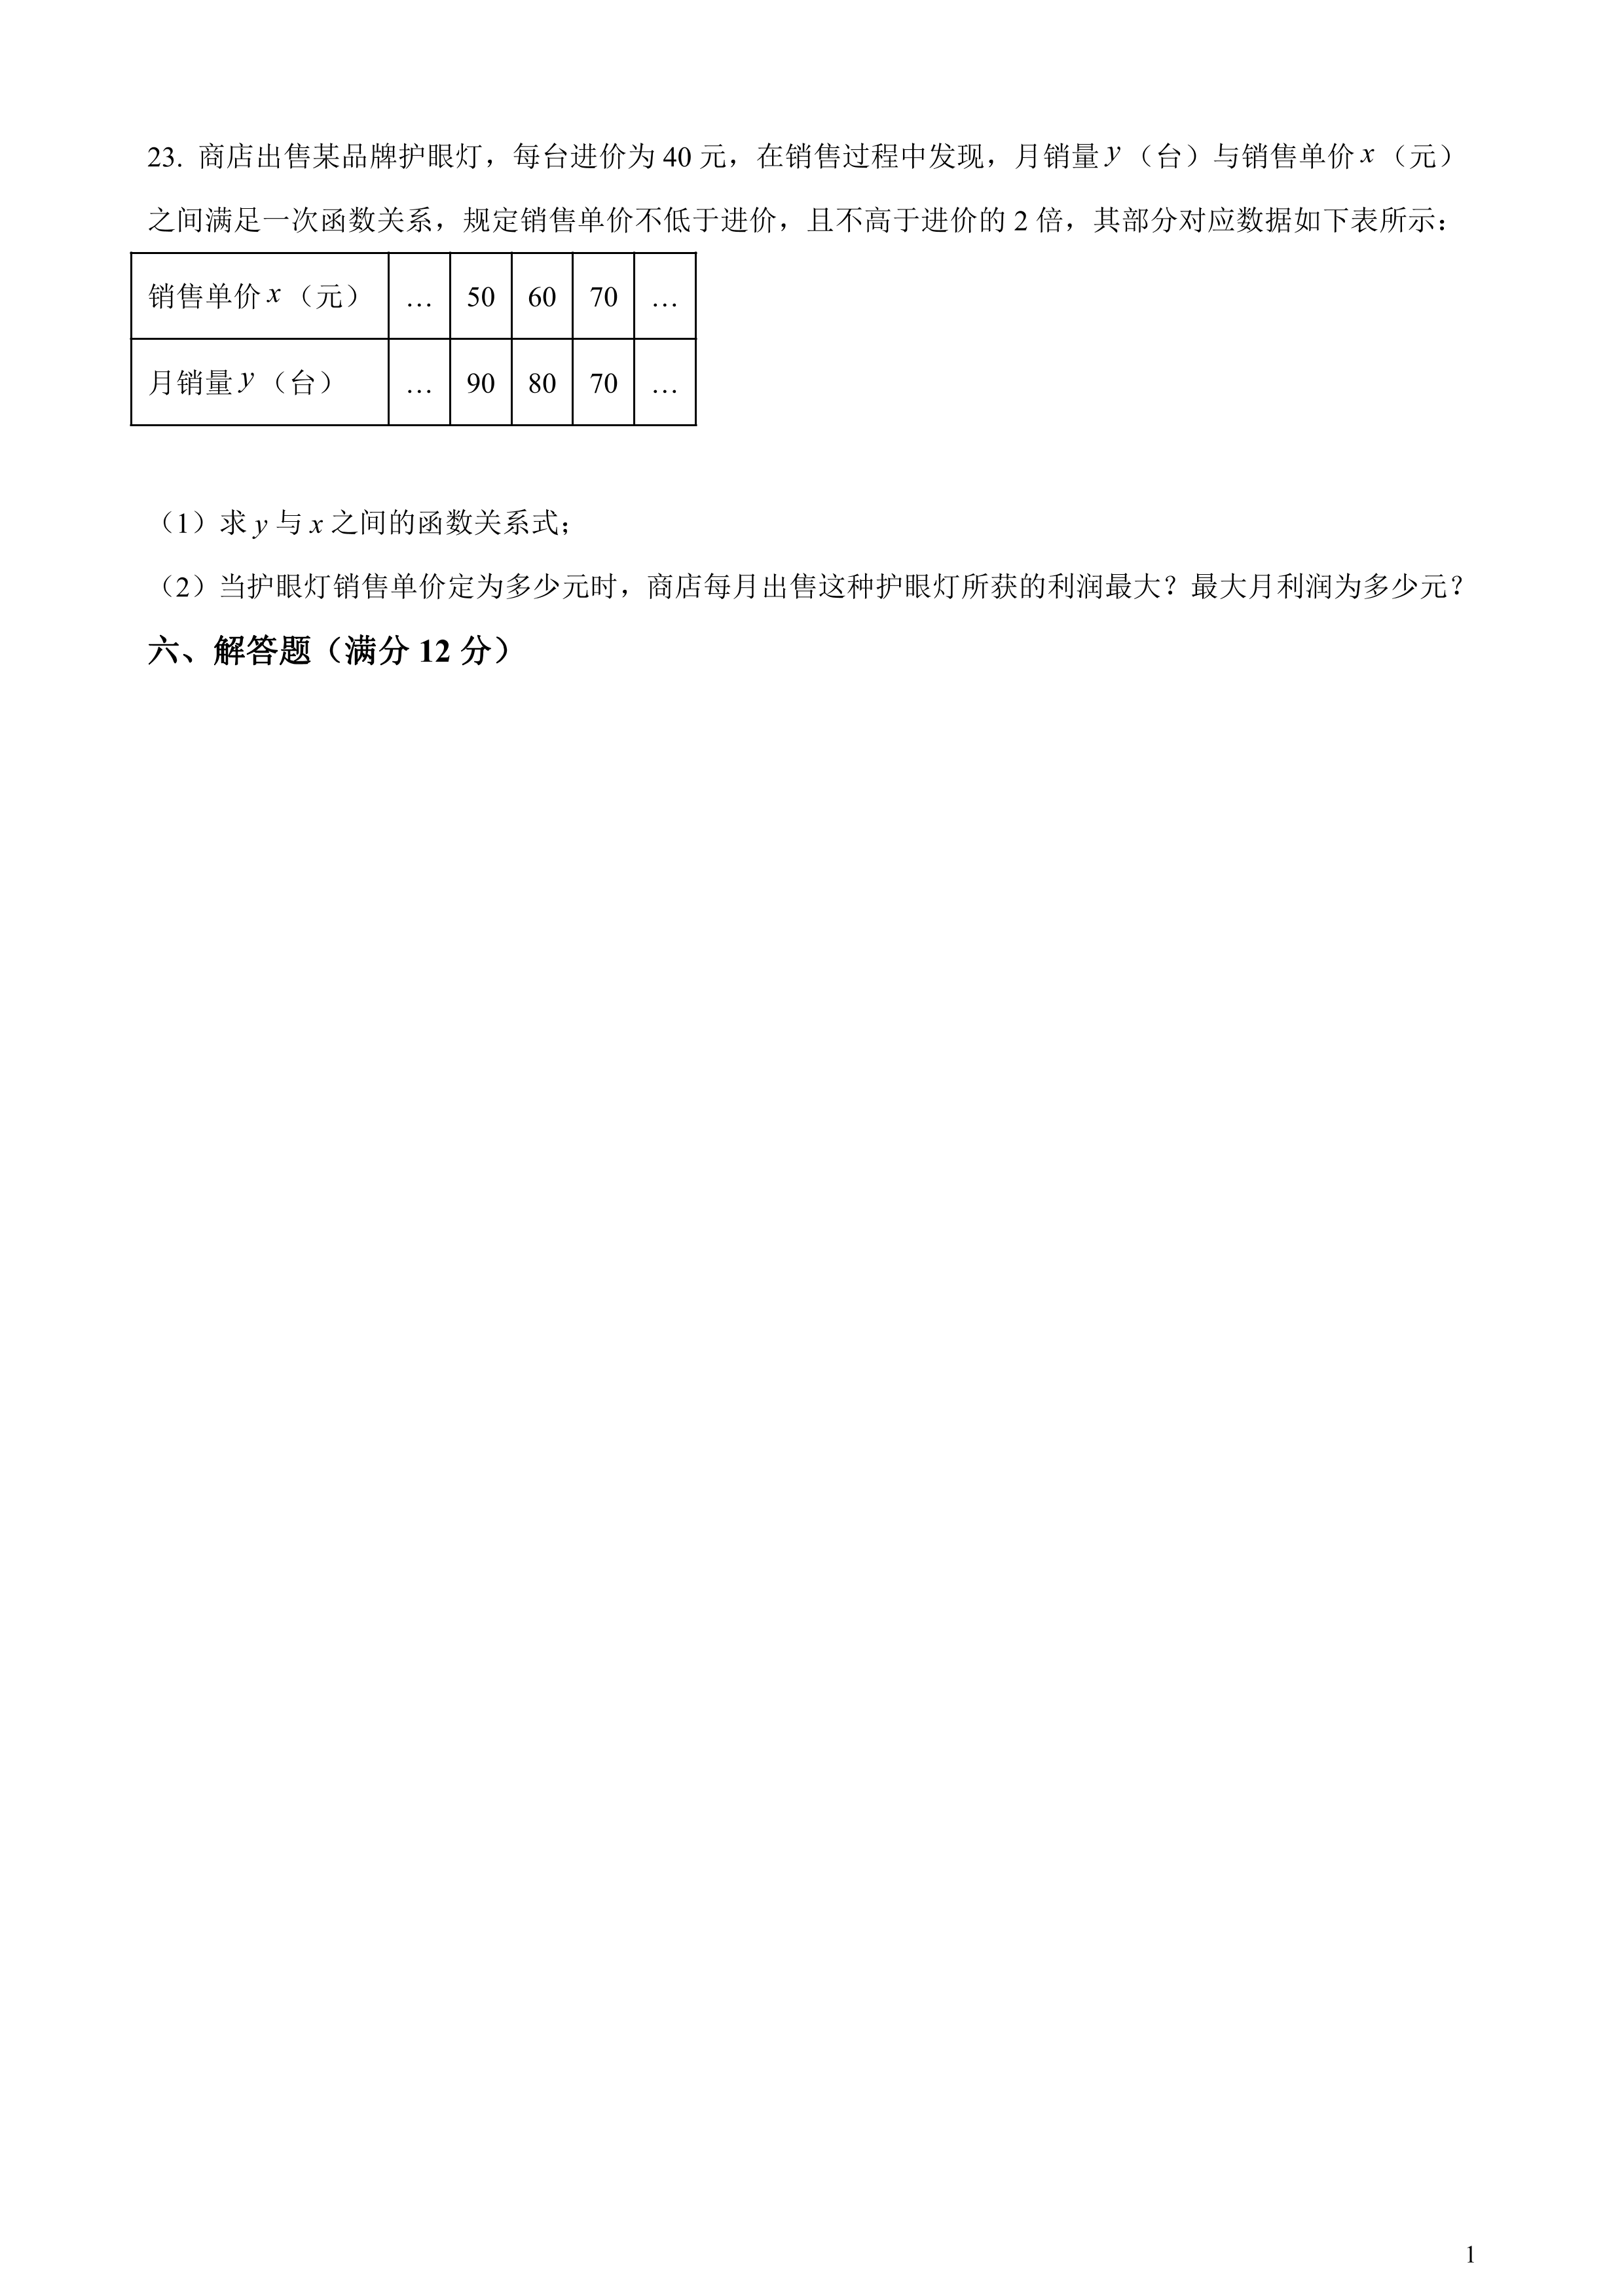 23. 商店出售某品牌护眼灯，每台进价为 40 元，在销售过程中发现，月销量 y（台）与销售单价 x（元）
之间满足一次函数关系，规定销售单价不低于进价，且不高于进价的 2 倍，其部分对应数据如下表所示：
销售单价 x（元） … 50 60 70 …
月销量 y（台） … 90 80 70 …
（1）求 y 与 x 之间的函数关系式；
（2）当护眼灯销售单价定为多少元时，商店每月出售这种护眼灯所获的利润最大？最大月利润为多少元？
六、解答题（满分 12 分）
1